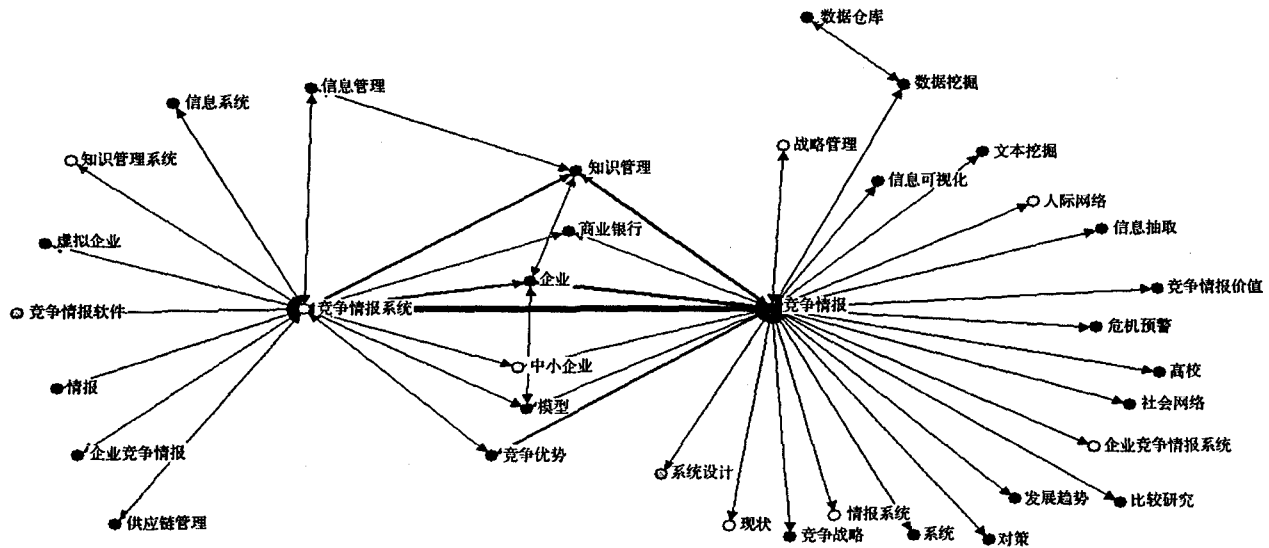 数据仓库
信息管理
数据挖掘
信息系统
战略管理
文本挖掘
知识管理系统
知识管理
信息可视化
人际网络
商业银行
信息抽取
虚拟企业
企业
竞争情报价值
竞争情报软件
竞争情报系统
竞争情报
危机预警
中小企业
高校
情报
模型
社会网络
企业竞争情报
竞争优势
企业竞争情报系统
系统设计
发展趋势
比较研究
供应链管理
现状
情报系统
竞争战略
系统
对策